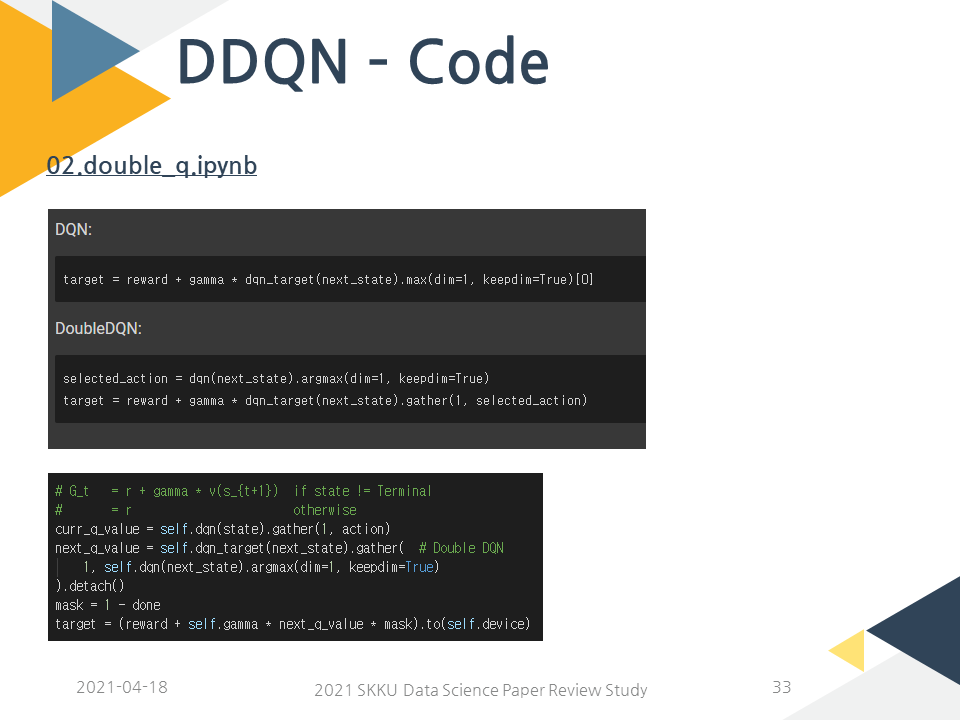 DDQN - Code
02.double_q.ipynb
DQN:
target = reward + gamma * dqn_target(next_state).max(dim=1, keepdim=True)[0]
DoubleDQN:
selected_action = dqn(next_state).argmax(dim=1, keepdim=True)
target = reward + gamma * dqn_target(next_state).gather(1, selected_action)
# G_t   = r + gamma * v(s_{t+1})  if state != Terminal
#       = r                       otherwise
curr_q_value = self.dqn(state).gather(1, action)
next_q_value = self.dqn_target(next_state).gather(  # Double DQN
    1, self.dqn(next_state).argmax(dim=1, keepdim=True)
).detach()
mask = 1 - done
target = (reward + self.gamma * next_q_value * mask).to(self.device)
2021-04-18
2021 SKKU Data Science Paper Review Study
33